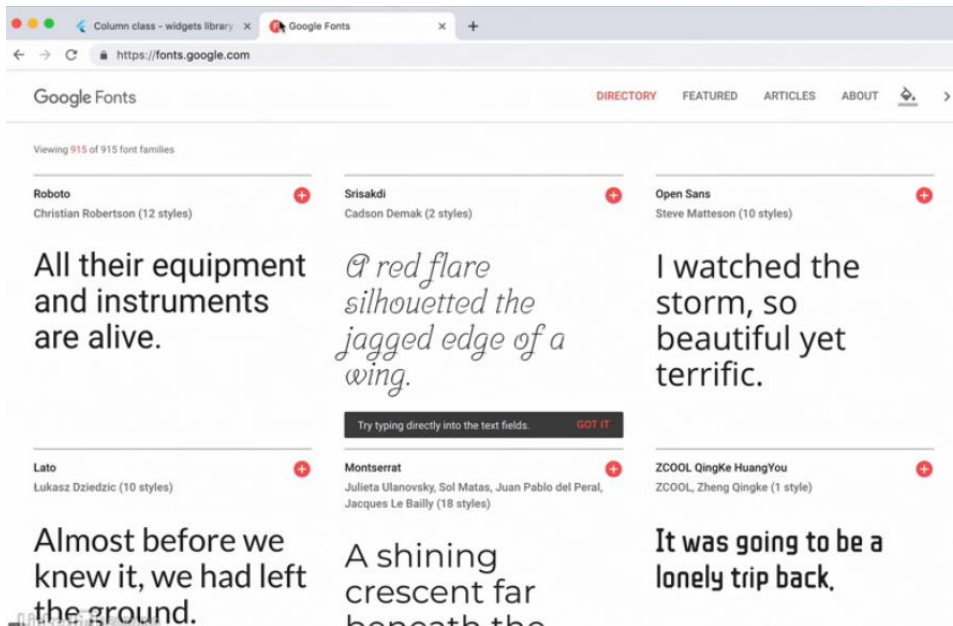 Column class - widgets library
Google Fonts
https://fonts.google.com
Google Fonts
DIRECTORY
FEATURED
ARTICLES
ABOUT
Viewing 915 of 915 font families
Roboto
Christian Robertson (12 styles)
All their equipment
and instruments
are alive.
Srisakdi
Cadson Demak (2 styles)
A red flare
silhouetted the
jagged edge of a
wing.
Try typing directly into the text fields.
GOT IT
Open Sans
Steve Matteson (10 styles)
I watched the
storm, so
beautiful yet
terrific.
Lato
Łukasz Dziedzic (10 styles)
Almost before we
knew it, we had left
the ground.
Montserrat
Julieta Ulanovsky, Sol Matas, Juan Pablo del Peral,
Jacques Le Bailly (18 styles)
A shining
crescent far
beneath the
ZCOOL QingKe HuangYou
ZCOOL, Zheng Qingke (1 style)
It was going to be a
lonely trip back.